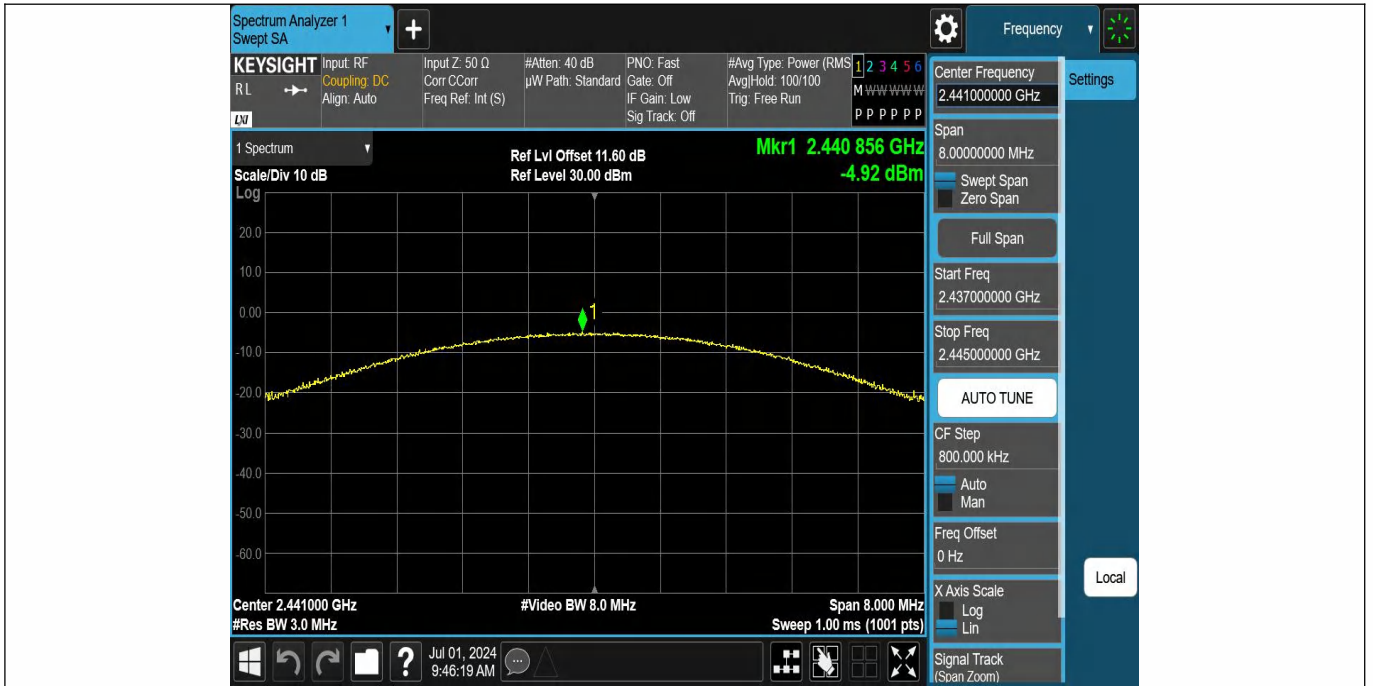 Spectrum Analyzer 1
Swept SA
+
Frequency
KEYSIGHT
RL
LXI
Input: RF
Coupling: DC
Align: Auto
Input Z: 50 Ω
Corr CCorr
Freq Ref: Int (S)
#Atten: 40 dB
µW Path: Standard
PNO: Fast
Gate: Off
IF Gain: Low
Sig Track: Off
#Avg Type: Power (RMS
Avg|Hold: 100/100
Trig: Free Run
1 2 3 4 5 6
M W W W W W
P P P P P P
1 Spectrum
Scale/Div 10 dB
Ref Lvl Offset 11.60 dB
Ref Level 30.00 dBm
Mkr1 2.440 856 GHz
-4.92 dBm
Log
20.0
10.0
0.00
-10.0
-20.0
-30.0
-40.0
-50.0
-60.0
1
Center 2.441000 GHz
#Res BW 3.0 MHz
#Video BW 8.0 MHz
Span 8.000 MHz
Sweep 1.00 ms (1001 pts)
Center Frequency
2.441000000 GHz
Settings
Span
8.00000000 MHz
Swept Span
Zero Span
Full Span
Start Freq
2.437000000 GHz
Stop Freq
2.445000000 GHz
AUTO TUNE
CF Step
800.000 kHz
Auto
Man
Freq Offset
0 Hz
X Axis Scale
Log
Lin
Local
Signal Track
(Span Zoom)
?
Jul 01, 2024
9:46:19 AM